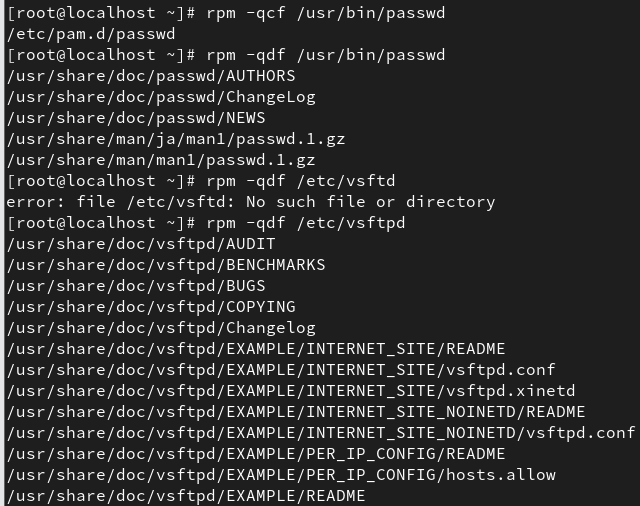 [root@localhost ~]# rpm -qcf /usr/bin/passwd
/etc/pam.d/passwd
[root@localhost ~]# rpm -qdf /usr/bin/passwd
/usr/share/doc/passwd/AUTHORS
/usr/share/doc/passwd/ChangeLog
/usr/share/doc/passwd/NEWS
/usr/share/man/ja/man1/passwd.1.gz
/usr/share/man/man1/passwd.1.gz
[root@localhost ~]# rpm -qdf /etc/vsftd
error: file /etc/vsftd: No such file or directory
[root@localhost ~]# rpm -qdf /etc/vsftpd
/usr/share/doc/vsftpd/AUDIT
/usr/share/doc/vsftpd/BENCHMARKS
/usr/share/doc/vsftpd/BUGS
/usr/share/doc/vsftpd/COPYING
/usr/share/doc/vsftpd/Changelog
/usr/share/doc/vsftpd/EXAMPLE/INTERNET_SITE/README
/usr/share/doc/vsftpd/EXAMPLE/INTERNET_SITE/vsftpd.conf
/usr/share/doc/vsftpd/EXAMPLE/INTERNET_SITE/vsftpd.xinetd
/usr/share/doc/vsftpd/EXAMPLE/INTERNET_SITE_NOINETD/README
/usr/share/doc/vsftpd/EXAMPLE/INTERNET_SITE_NOINETD/vsftpd.conf
/usr/share/doc/vsftpd/EXAMPLE/PER_IP_CONFIG/README
/usr/share/doc/vsftpd/EXAMPLE/PER_IP_CONFIG/hosts.allow
/usr/share/doc/vsftpd/EXAMPLE/README